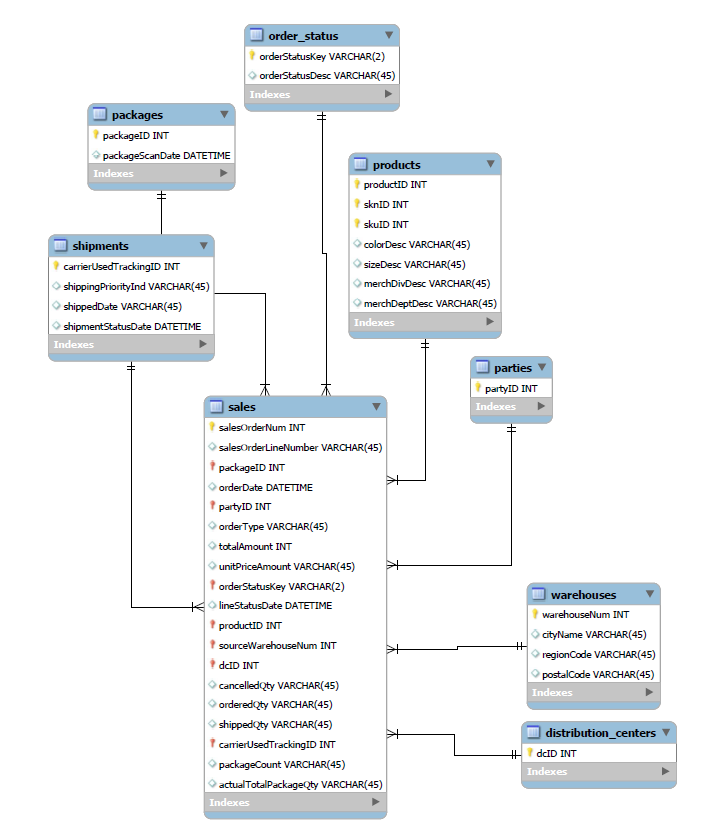 order_status
orderStatusKey VARCHAR(2)
orderStatusDesc VARCHAR(45)
Indexes
packages
packageID INT
packageScanDate DATETIME
Indexes
products
productID INT
sknID INT
skuID INT
colorDesc VARCHAR(45)
sizeDesc VARCHAR(45)
merchDivDesc VARCHAR(45)
merchDeptDesc VARCHAR(45)
Indexes
shipments
carrierUsedTrackingID INT
shippingPriorityInd VARCHAR(45)
shippedDate VARCHAR(45)
shipmentStatusDate DATETIME
Indexes
parties
partyID INT
Indexes
sales
salesOrderNum INT
salesOrderLineNumber VARCHAR(45)
packageID INT
orderDate DATETIME
partyID INT
orderType VARCHAR(45)
totalAmount INT
unitPriceAmount VARCHAR(45)
orderStatusKey VARCHAR(2)
lineStatusDate DATETIME
productID INT
sourceWarehouseNum INT
dcID INT
cancelledQty VARCHAR(45)
orderedQty VARCHAR(45)
shippedQty VARCHAR(45)
carrierUsedTrackingID INT
packageCount VARCHAR(45)
actualTotalPackageQty VARCHAR(45)
Indexes
warehouses
warehouseNum INT
cityName VARCHAR(45)
regionCode VARCHAR(45)
postalCode VARCHAR(45)
Indexes
distribution_centers
dcID INT
Indexes